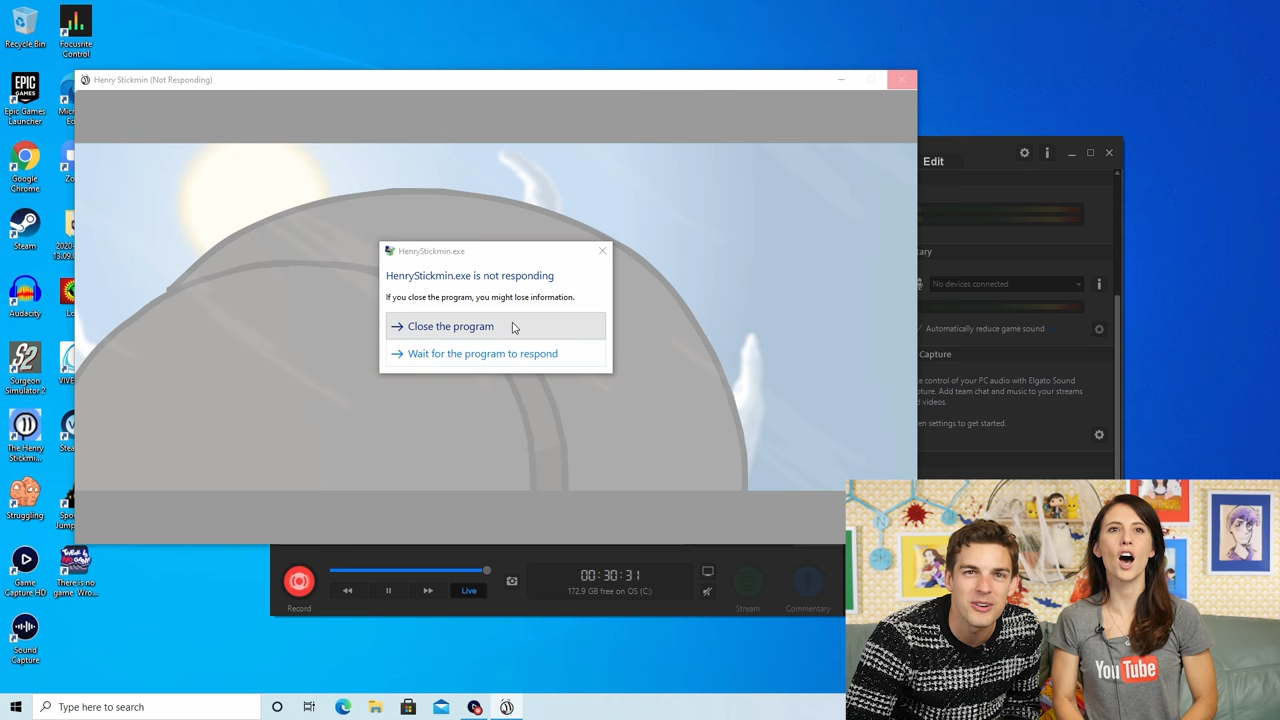 Recycle Bin
Focusrite
Control
Henry Stickmin (Not Responding)
Epic Games
Launcher
Edit
Google
Chrome
HenryStickmin.exe
HenryStickmin.exe is not responding
If you close the program, you might lose information.
Close the program
Wait for the program to respond
Steam
No devices connected
Audacity
Automatically reduce game sound
Capture
control of your PC audio with Elgato Sound
Add team chat and music to your streams
videos.
settings to get started.
Surgeon
Simulator 2
The Henry
Stickmi...
Struggling
Game
Capture HD
There is no
game_ Wro...
Record
Live
00:30:31
172.9 GB free on OS (C:)
Stream
Commentary
Sound
Capture
YouTube
Type here to search